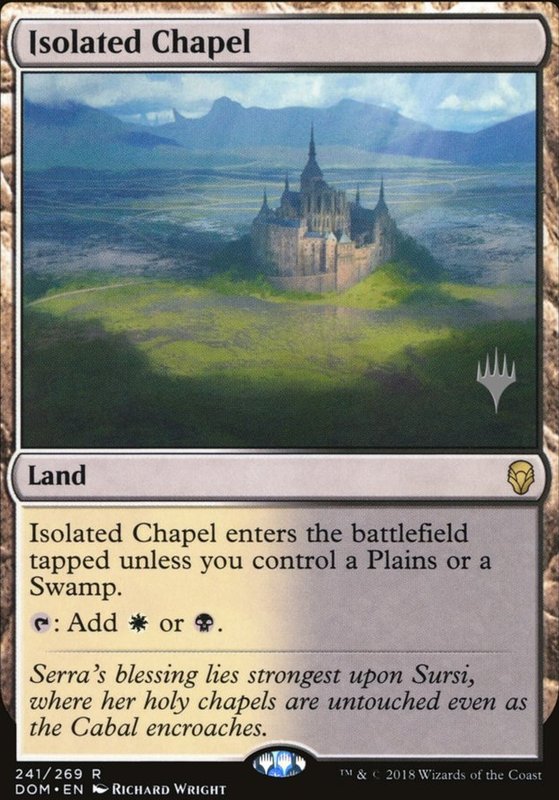 Isolated Chapel
Land
Isolated Chapel enters the battlefield
tapped unless you control a Plains or a
Swamp.
: Add or .
Serra's blessing lies strongest upon Sursi,
where her holy chapels are untouched even as
the Cabal encroaches.
241/269 R
DOM • EN Richard Wright
™ & © 2018 Wizards of the Coast